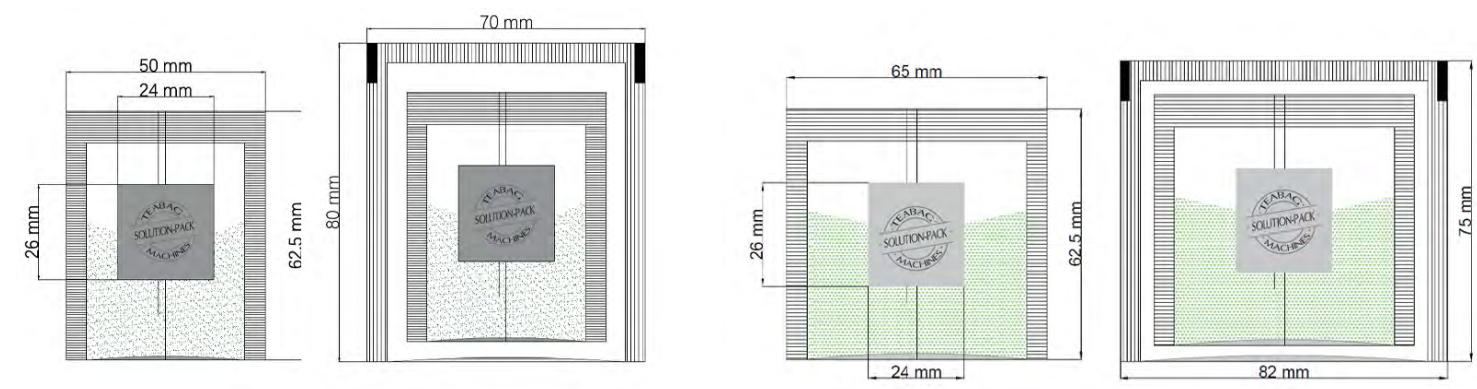 50 mm
24 mm
26 mm
62.5 mm
TEABAG
SOLUTION-PACK
MACHINES
70 mm
80 mm
TEABAG
SOLUTION-PACK
MACHINES
65 mm
26 mm
62.5 mm
24 mm
TEABAG
SOLUTION-PACK
MACHINES
75 mm
82 mm
TEABAG
SOLUTION-PACK
MACHINES